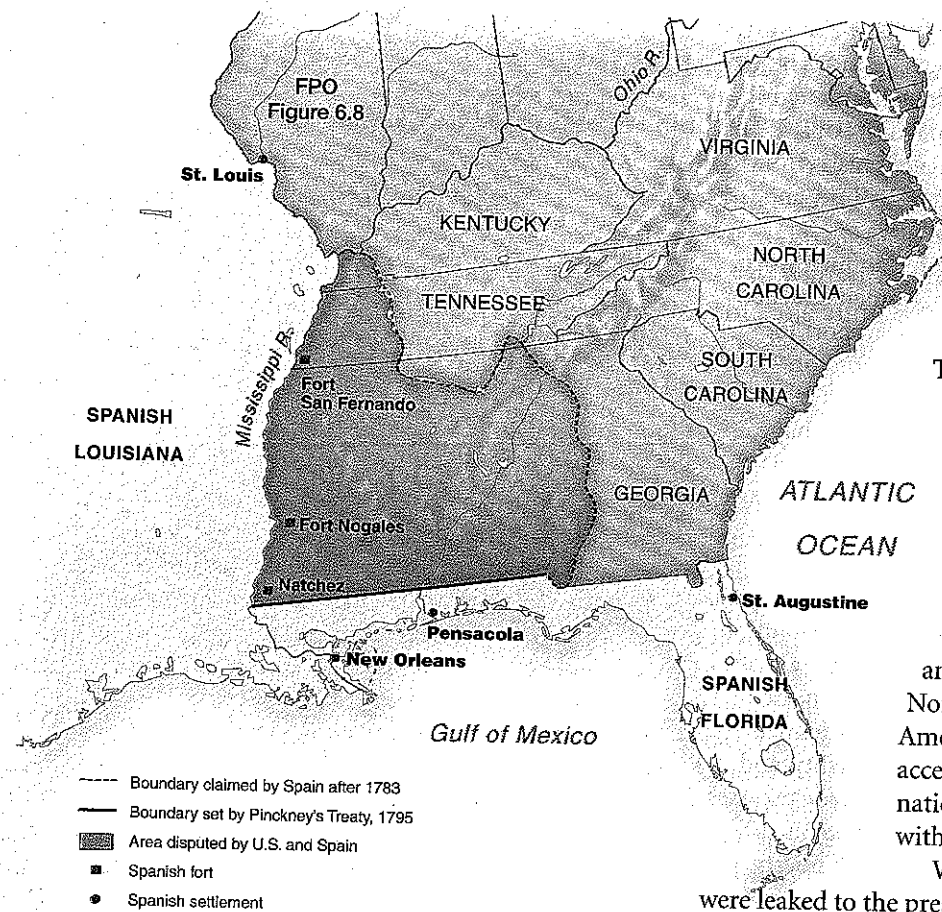 FPO
Figure 6.8
Ohio R.
VIRGINIA
St. Louis
KENTUCKY
NORTH
CAROLINA
TENNESSEE
Mississippi R.
SOUTH
CAROLINA
Fort
San Fernando
SPANISH
LOUISIANA
GEORGIA
ATLANTIC
OCEAN
Fort Nogales
Natchez
St. Augustine
Pensacola
New Orleans
SPANISH
FLORIDA
Gulf of Mexico
Boundary claimed by Spain after 1783
Boundary set by Pinckney's Treaty, 1795
Area disputed by U.S. and Spain
Spanish fort
Spanish settlement
T
an
No
Ame
acce
natio
with
W
were leaked to the pre